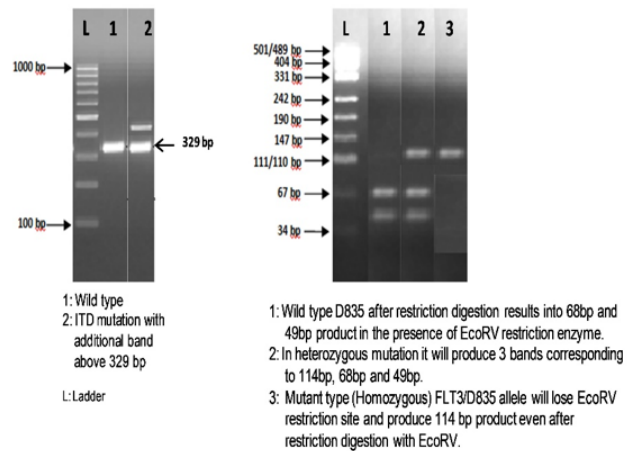 L 1 2
1000 bp
329 bp
100 bp
1: Wild type
2: ITD mutation with
additional band
above 329 bp
L: Ladder
L 1 2 3
501/489 bp
404 bp
331 bp
242 bp
190 bp
147 bp
111/110 bp
67 bp
34 bp
1: Wild type D835 after restriction digestion results into 68bp and
49bp product in the presence of EcoRV restriction enzyme.
2: In heterozygous mutation it will produce 3 bands corresponding
to 114bp, 68bp and 49bp.
3: Mutant type (Homozygous) FLT3/D835 allele will lose EcoRV
restriction site and produce 114 bp product even after
restriction digestion with EcoRV.